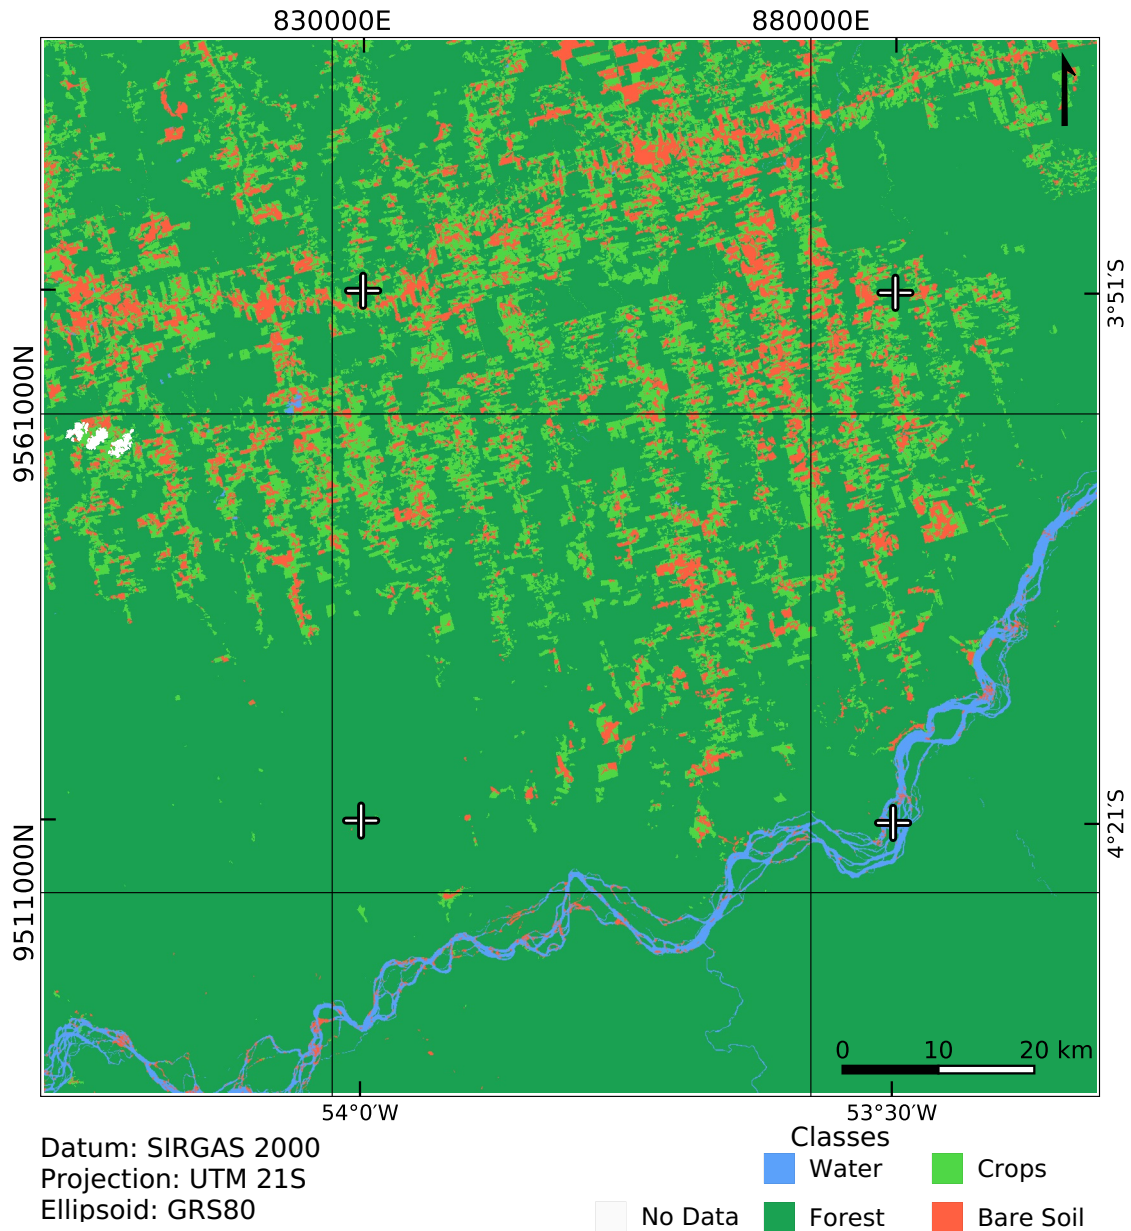 830000E 880000E
3°51'S
9561000N
4°21'S
9511000N
0 10 20 km
54°0'W 53°30'W
Classes
Datum: SIRGAS 2000
Projection: UTM 21S
Ellipsoid: GRS80
Water Crops
No Data Forest Bare Soil